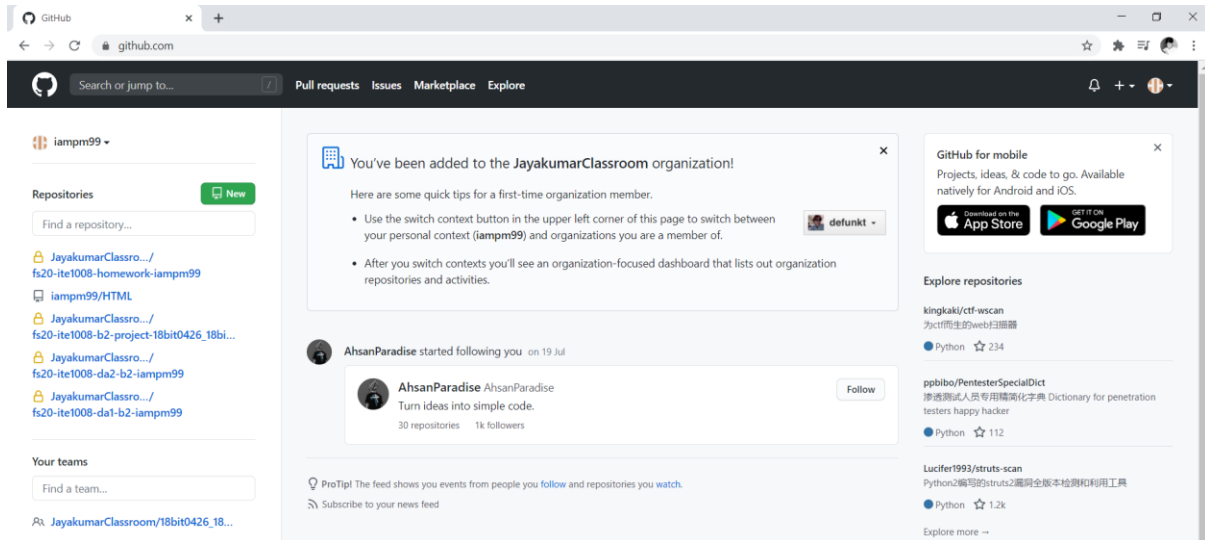 GitHub
github.com
Search or jump to...
/
Pull requests Issues Marketplace Explore
iampm99
Repositories
New
Find a repository...
JayakumarClassro.../
fs20-ite1008-homework-iampm99
iampm99/HTML
JayakumarClassro.../
fs20-ite1008-b2-project-18bit0426_18bi...
JayakumarClassro.../
fs20-ite1008-da2-b2-iampm99
JayakumarClassro.../
fs20-ite1008-da1-b2-iampm99
Your teams
Find a team...
JayakumarClassroom/18bit0426_18...
You've been added to the JayakumarClassroom organization!
Here are some quick tips for a first-time organization member.
• Use the switch context button in the upper left corner of this page to switch between
your personal context (iampm99) and organizations you are a member of.
defunkt
• After you switch contexts you'll see an organization-focused dashboard that lists out organization
repositories and activities.
AhsanParadise started following you on 19 Jul
AhsanParadise AhsanParadise
Turn ideas into simple code.
30 repositories 1k followers
Follow
ProTip! The feed shows you events from people you follow and repositories you watch.
Subscribe to your news feed
GitHub for mobile
Projects, ideas, & code to go. Available
natively for Android and iOS.
Download on the
App Store
GET IT ON
Google Play
Explore repositories
kingkaki/ctf-wscan
为ctf而生的web扫描器
Python 234
ppbibo/PentesterSpecialDict
渗透测试人员专用精简化字典 Dictionary for penetration
testers happy hacker
Python 112
Lucifer1993/struts-scan
Python2编写的struts2漏洞全版本检测和利用工具
Python 1.2k
Explore more →